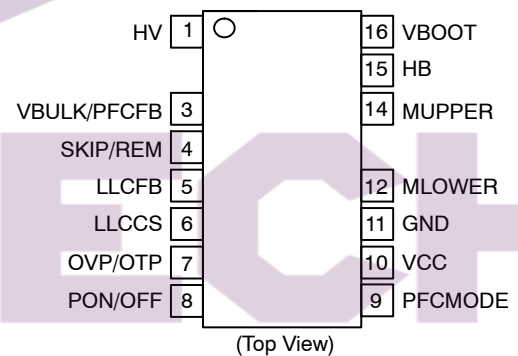 HV 1
16 VBOOT
15 HB
VBULK/PFCFB 3
14 MUPPER
SKIP/REM 4
LLCFB 5
12 MLOWER
LLCCS 6
11 GND
OVP/OTP 7
10 VCC
PON/OFF 8
9 PFCMODE
(Top View)
ECH